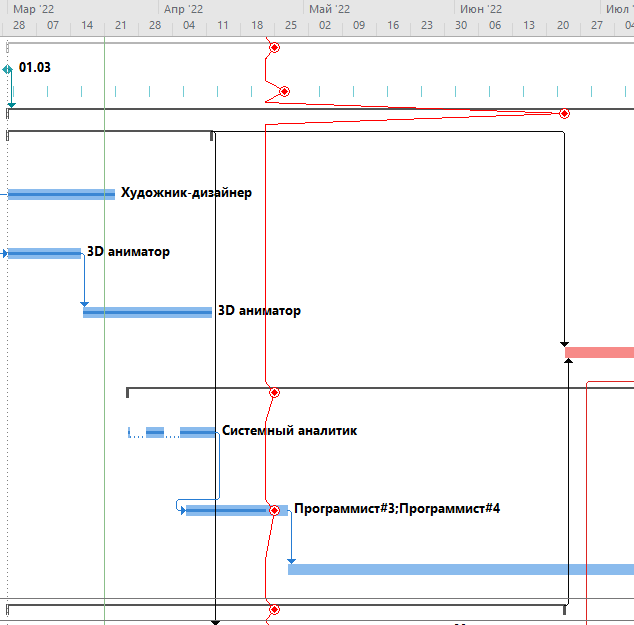 Мар '22 Апр '22 Май '22 Июн '22 Июл '
28 07 14 21 28 04 11 18 25 02 09 16 23 30 06 13 20 27 04
01.03
Художник-дизайнер
3D аниматор
3D аниматор
Системный аналитик
Программист#3;Программист#4